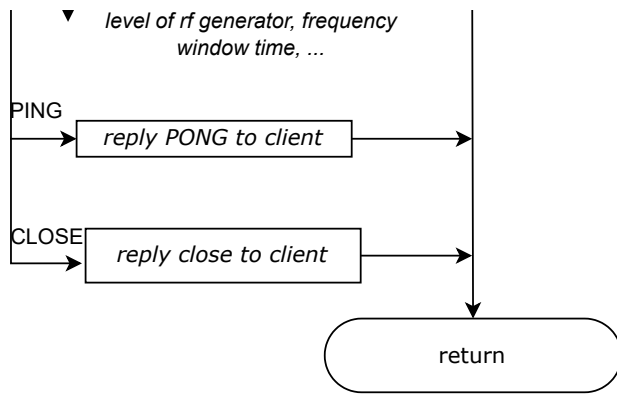 level of rf generator, frequency
window time, ...
PING
reply PONG to client
CLOSE
reply close to client
return